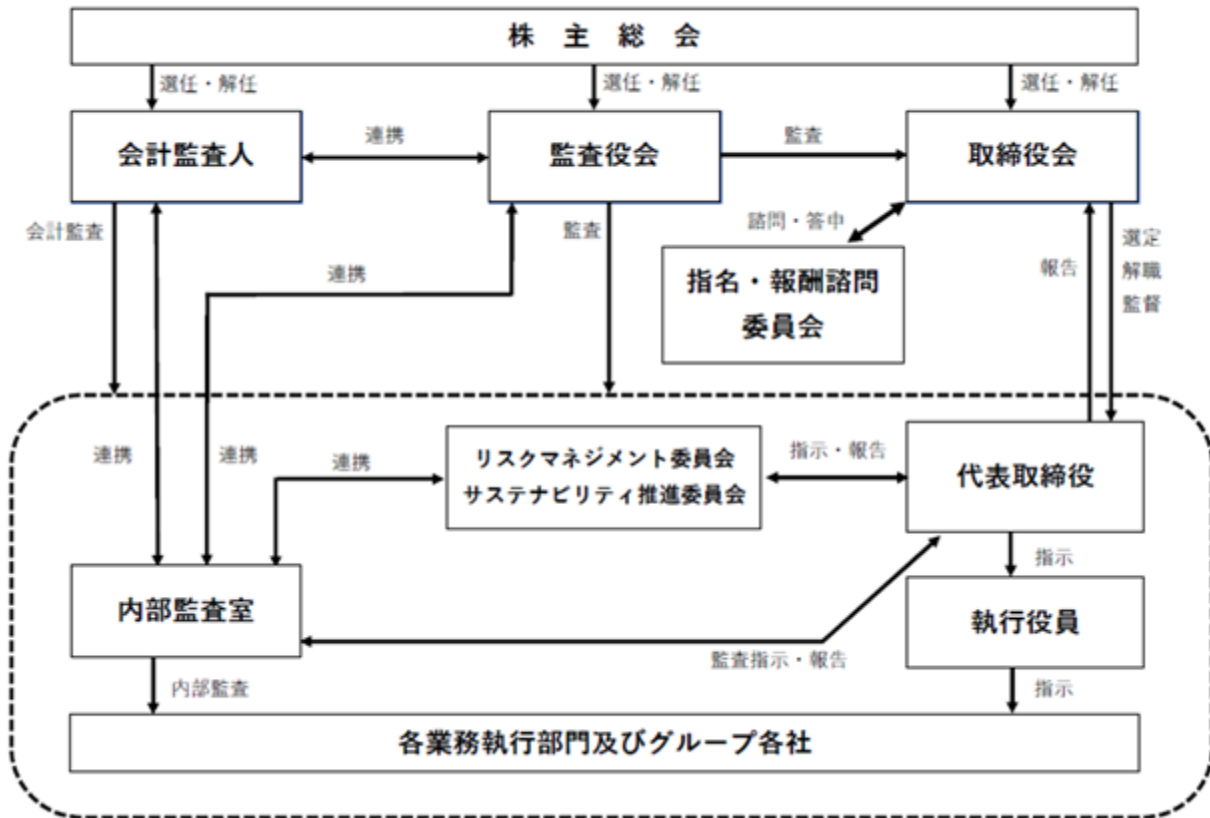 株主総会
選任・解任
選任・解任
選任・解任
会計監査人
連携
監査役会
監査
取締役会
会計監査
連携
監査
諮問・答申
指名・報酬諮問
委員会
報告
選定
解職
監督
連携
連携
連携
リスクマネジメント委員会
サステナビリティ推進委員会
指示・報告
代表取締役
指示
内部監査室
監査指示・報告
執行役員
内部監査
指示
各業務執行部門及びグループ各社